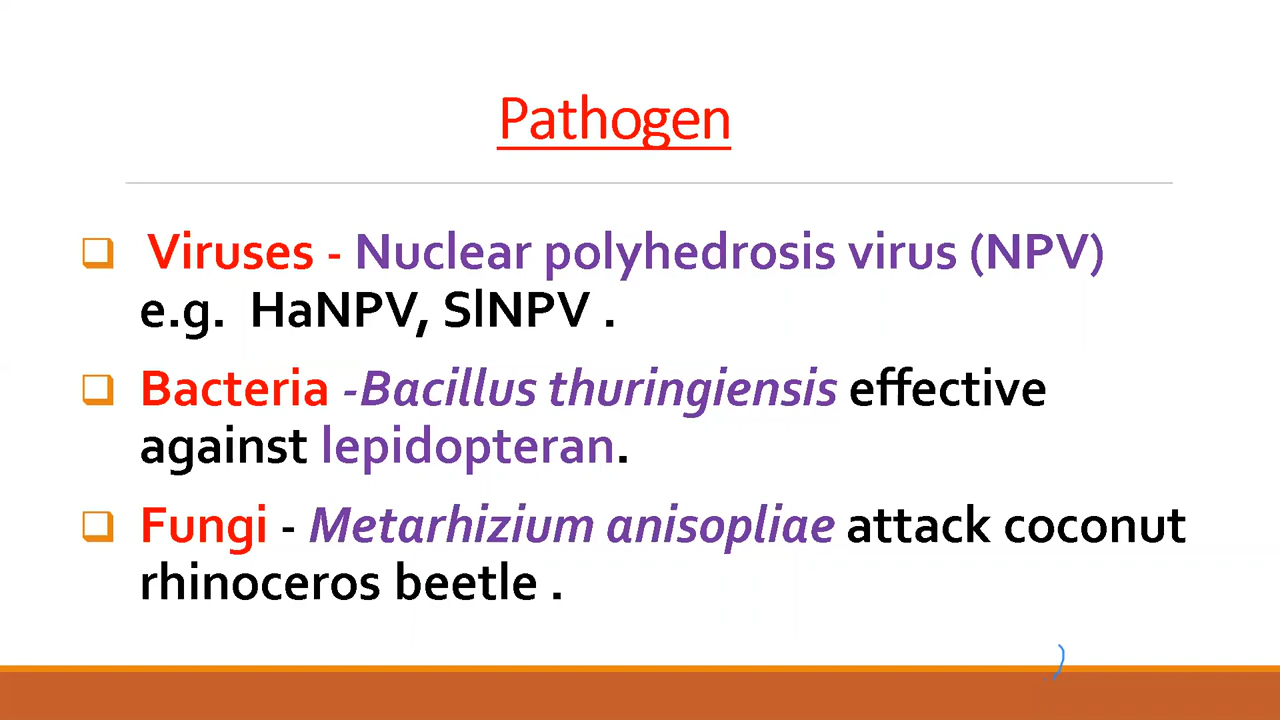 Pathogen
Viruses - Nuclear polyhedrosis virus (NPV)
e.g. HaNPV, SlNPV .
Bacteria -Bacillus thuringiensis effective
against lepidopteran.
Fungi - Metarhizium anisopliae attack coconut
rhinoceros beetle .